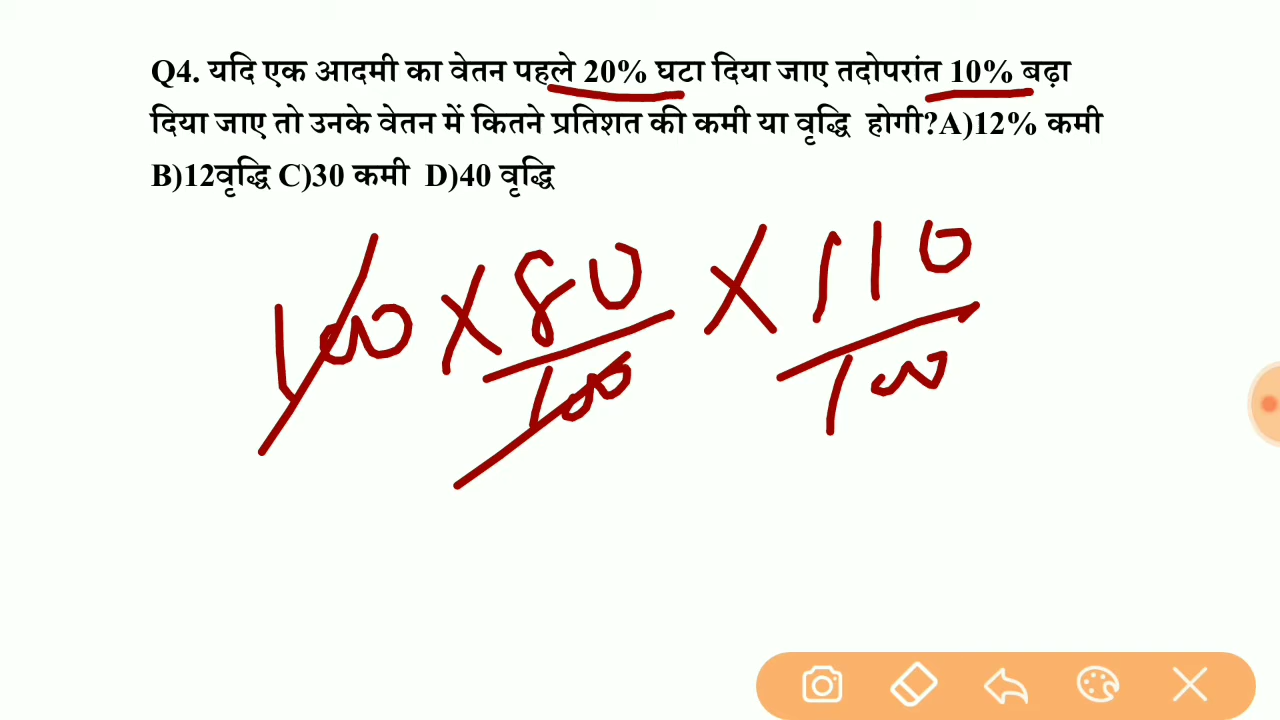 Q4. यदि एक आदमी का वेतन पहले 20% घटा दिया जाए तदोपरांत 10% बढ़ा
दिया जाए तो उनके वेतन में कितने प्रतिशत की कमी या वृद्धि होगी?A)12% कमी
B)12वृद्धि C)30 कमी D)40 वृद्धि
100 × 80/100 × 110/100